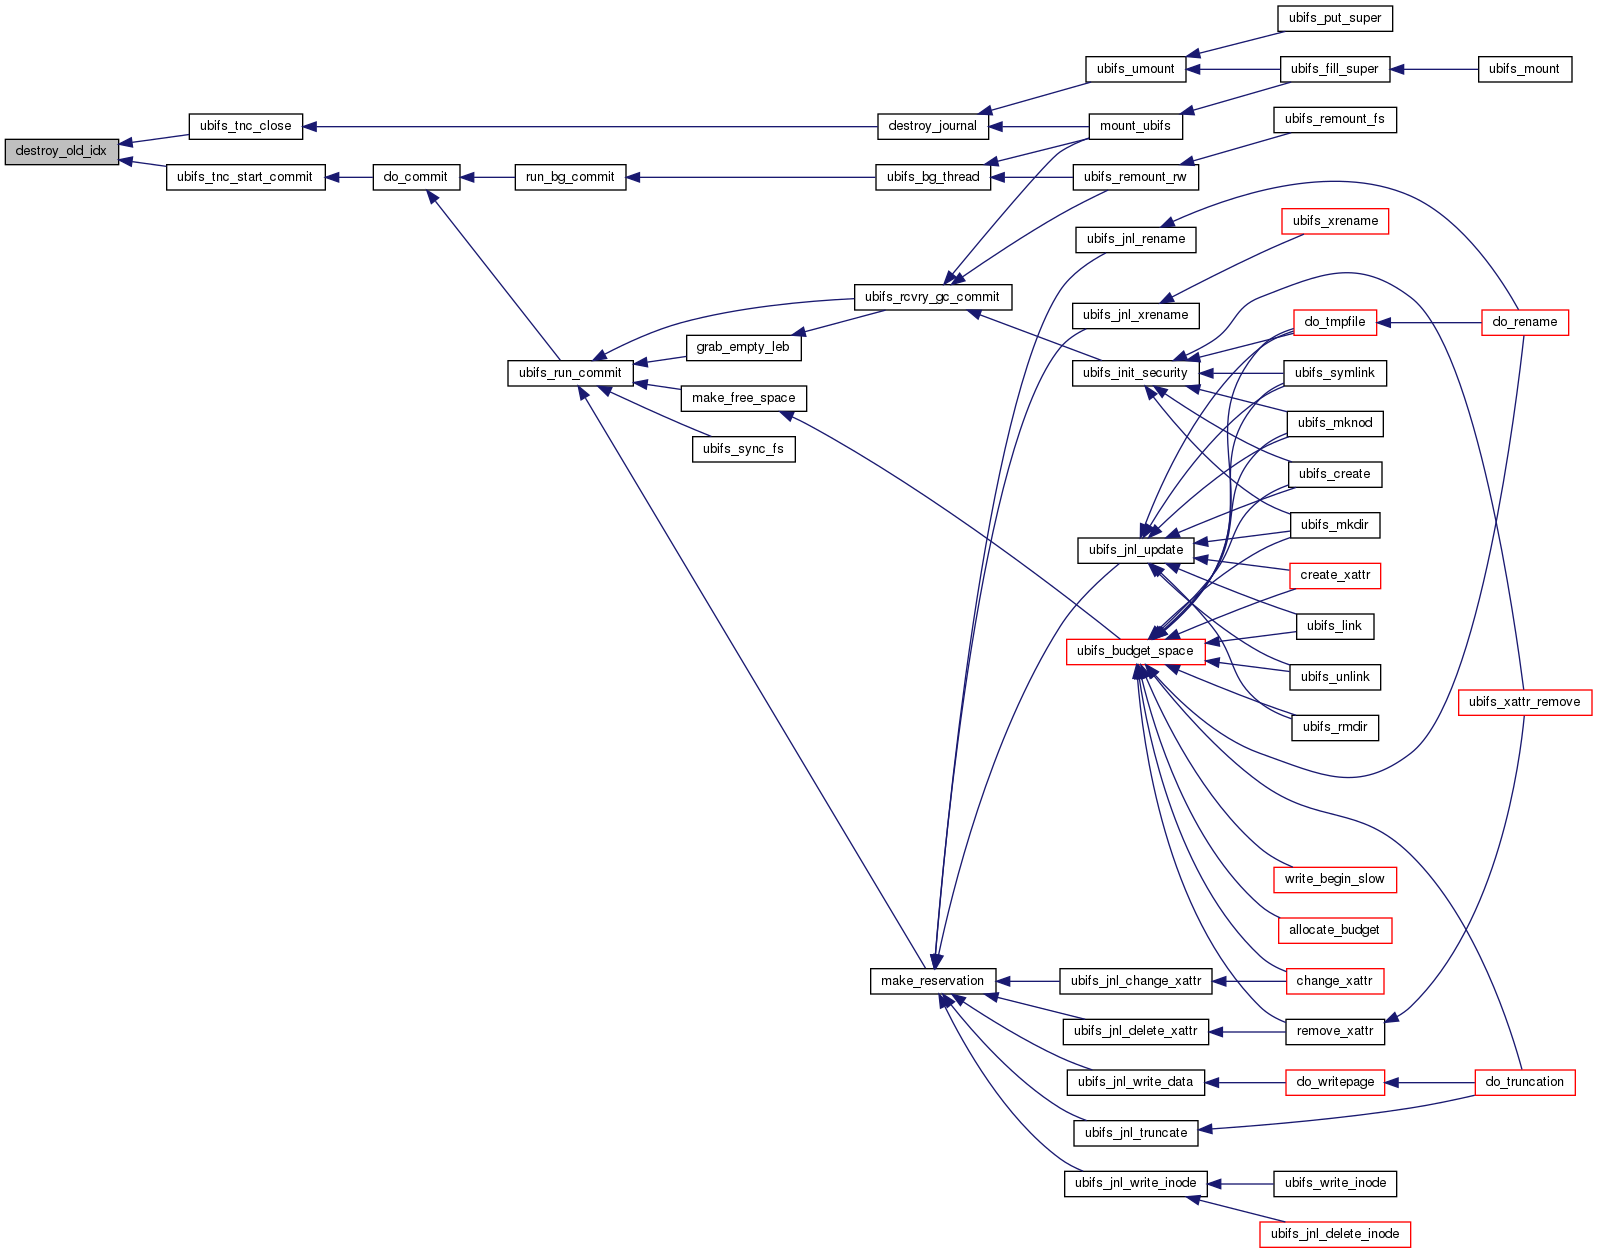 ubifs_put_super
ubifs_umount
ubifs_fill_super
ubifs_mount
ubifs_tnc_close
destroy_journal
mount_ubifs
ubifs_remount_fs
destroy_old_idx
ubifs_tnc_start_commit
do_commit
run_bg_commit
ubifs_bg_thread
ubifs_remount_rw
ubifs_xrename
ubifs_jnl_rename
ubifs_rcvry_gc_commit
ubifs_jnl_xrename
do_tmpfile
do_rename
grab_empty_leb
ubifs_run_commit
ubifs_init_security
ubifs_symlink
make_free_space
ubifs_mknod
ubifs_sync_fs
ubifs_create
ubifs_mkdir
ubifs_jnl_update
create_xattr
ubifs_link
ubifs_budget_space
ubifs_unlink
ubifs_xattr_remove
ubifs_rmdir
write_begin_slow
allocate_budget
make_reservation
ubifs_jnl_change_xattr
change_xattr
ubifs_jnl_delete_xattr
remove_xattr
ubifs_jnl_write_data
do_writepage
do_truncation
ubifs_jnl_truncate
ubifs_jnl_write_inode
ubifs_write_inode
ubifs_jnl_delete_inode